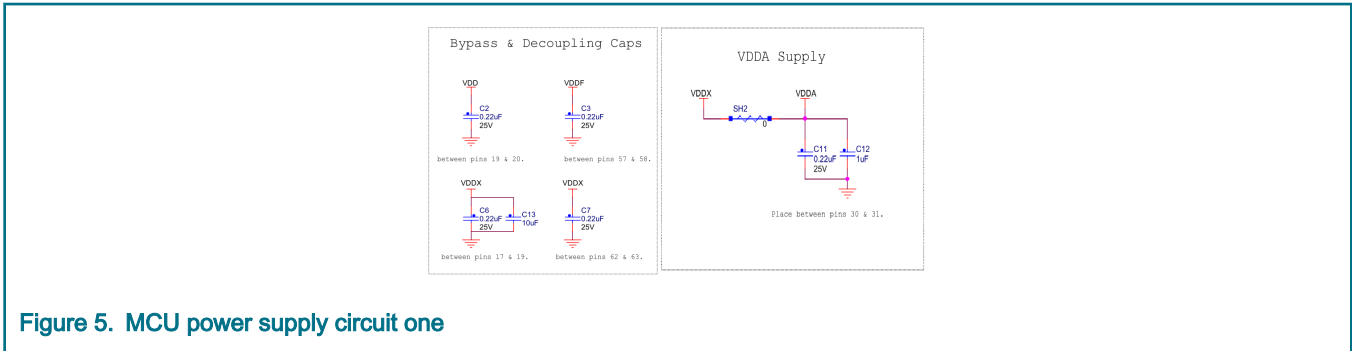 Bypass & Decoupling Caps
VDD
C2
0.22uF
25V
between pins 19 & 20.
VDDF
C3
0.22uF
25V
between pins 57 & 58.
VDDX
C6
0.22uF
25V
C13
10uF
between pins 17 & 19.
VDDX
C7
0.22uF
25V
between pins 62 & 63.
VDDA Supply
VDDX
SH2
0
VDDA
C11
0.22uF
25V
C12
1uF
Place between pins 30 & 31.
Figure 5. MCU power supply circuit one